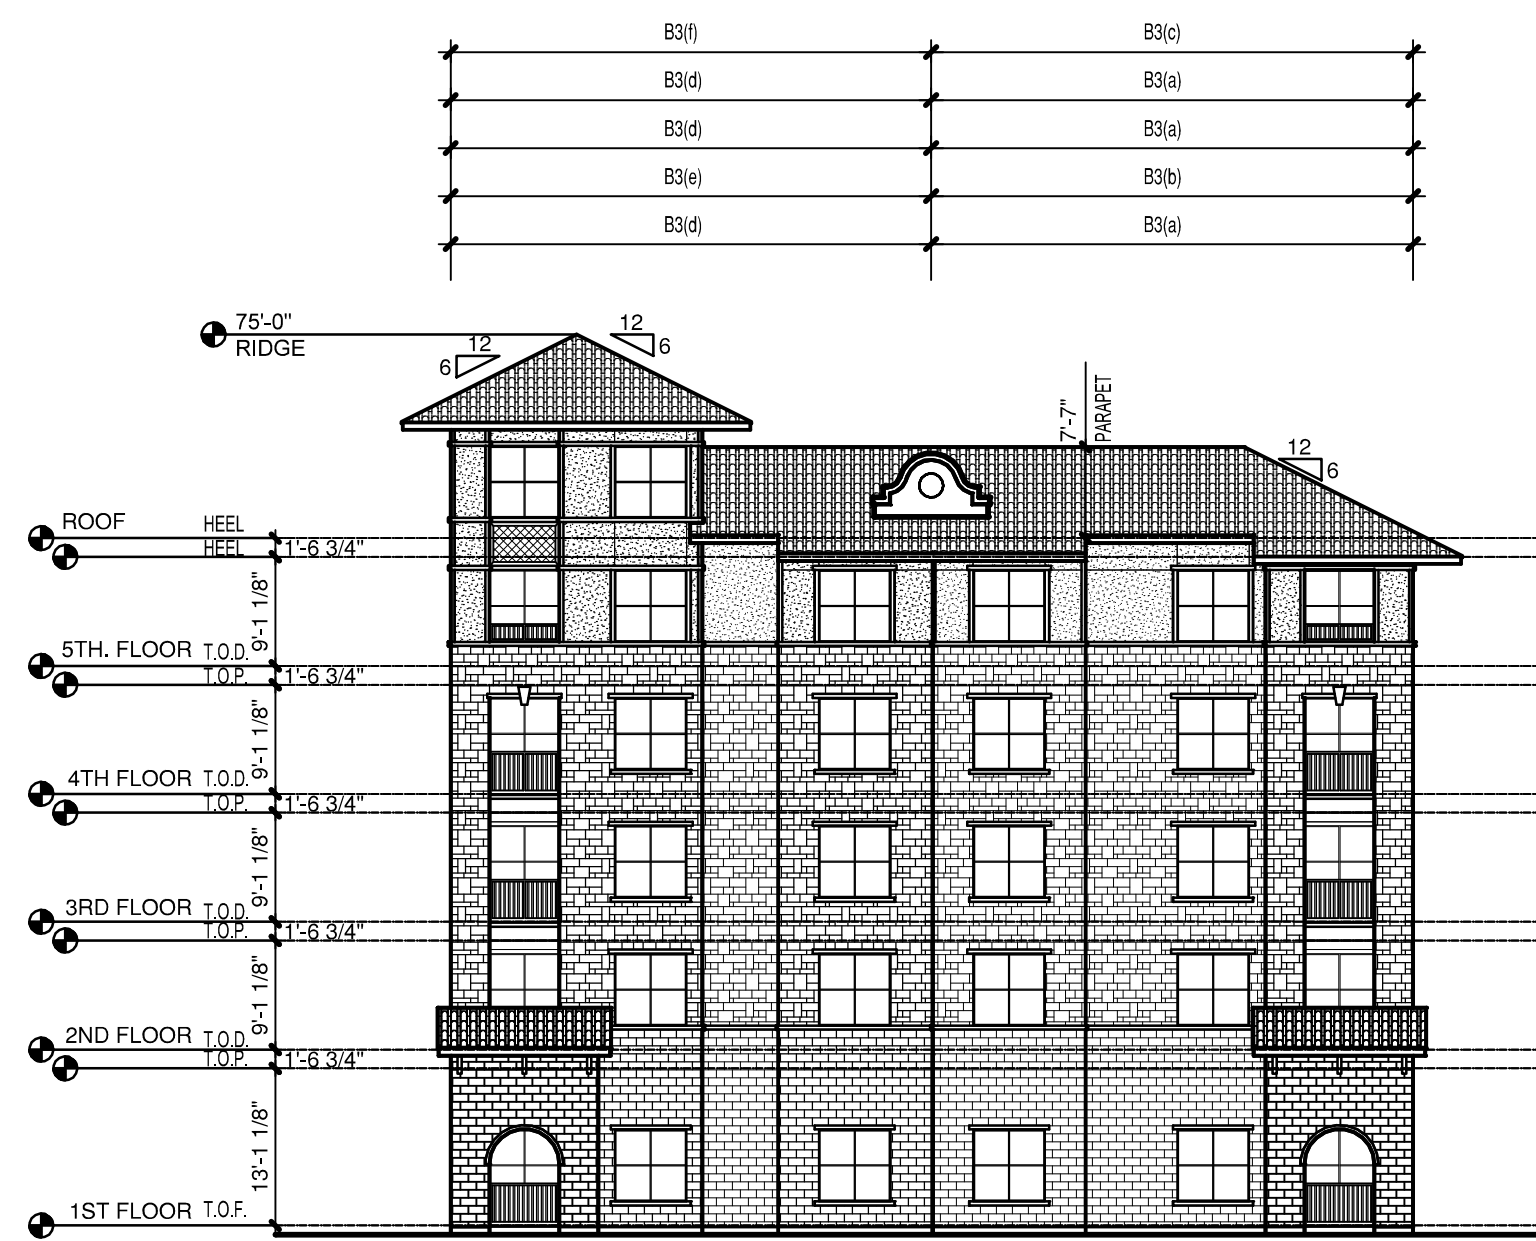 B3(f) B3(c)
B3(d) B3(a)
B3(d) B3(a)
B3(e) B3(b)
B3(d) B3(a)
75'-0"
RIDGE
12
6
12
6
7'-7"
PARAPET
12
6
ROOF HEEL
HEEL 1'-6 3/4"
9'-1 1/8"
5TH. FLOOR T.O.D.
T.O.P. 1'-6 3/4"
9'-1 1/8"
4TH FLOOR T.O.D.
T.O.P. 1'-6 3/4"
9'-1 1/8"
3RD FLOOR T.O.D.
T.O.P. 1'-6 3/4"
9'-1 1/8"
2ND FLOOR T.O.D.
T.O.P. 1'-6 3/4"
13'-1 1/8"
1ST FLOOR T.O.F.